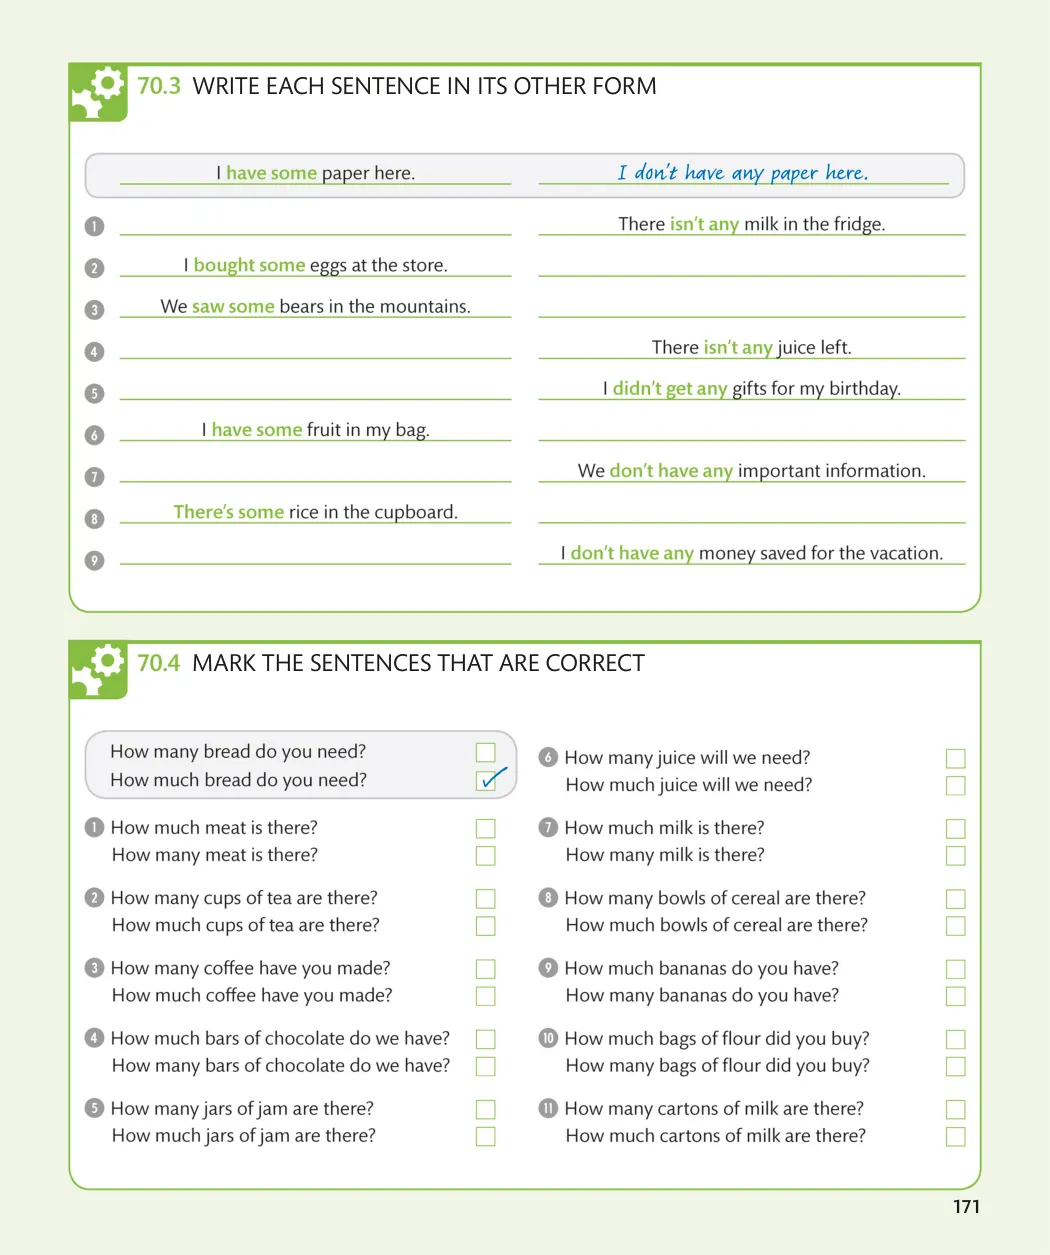 70.3 WRITE EACH SENTENCE IN ITS OTHER FORM
I have some paper here. I don't have any paper here.
1 There isn't any milk in the fridge.
2 I bought some eggs at the store.
3 We saw some bears in the mountains.
4 There isn't any juice left.
5 I didn't get any gifts for my birthday.
6 I have some fruit in my bag.
7 We don't have any important information.
8 There's some rice in the cupboard.
9 I don't have any money saved for the vacation.
70.4 MARK THE SENTENCES THAT ARE CORRECT
How many bread do you need?
How much bread do you need?
1 How much meat is there?
How many meat is there?
2 How many cups of tea are there?
How much cups of tea are there?
3 How many coffee have you made?
How much coffee have you made?
4 How much bars of chocolate do we have?
How many bars of chocolate do we have?
5 How many jars of jam are there?
How much jars of jam are there?
6 How many juice will we need?
How much juice will we need?
7 How much milk is there?
How many milk is there?
8 How many bowls of cereal are there?
How much bowls of cereal are there?
9 How much bananas do you have?
How many bananas do you have?
10 How much bags of flour did you buy?
How many bags of flour did you buy?
11 How many cartons of milk are there?
How much cartons of milk are there?
171